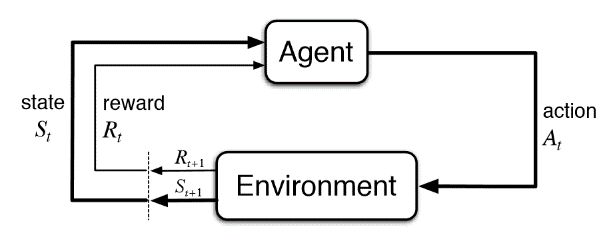 Agent
state
S_t
reward
R_t
action
A_t
R_{t+1}
S_{t+1}
Environment